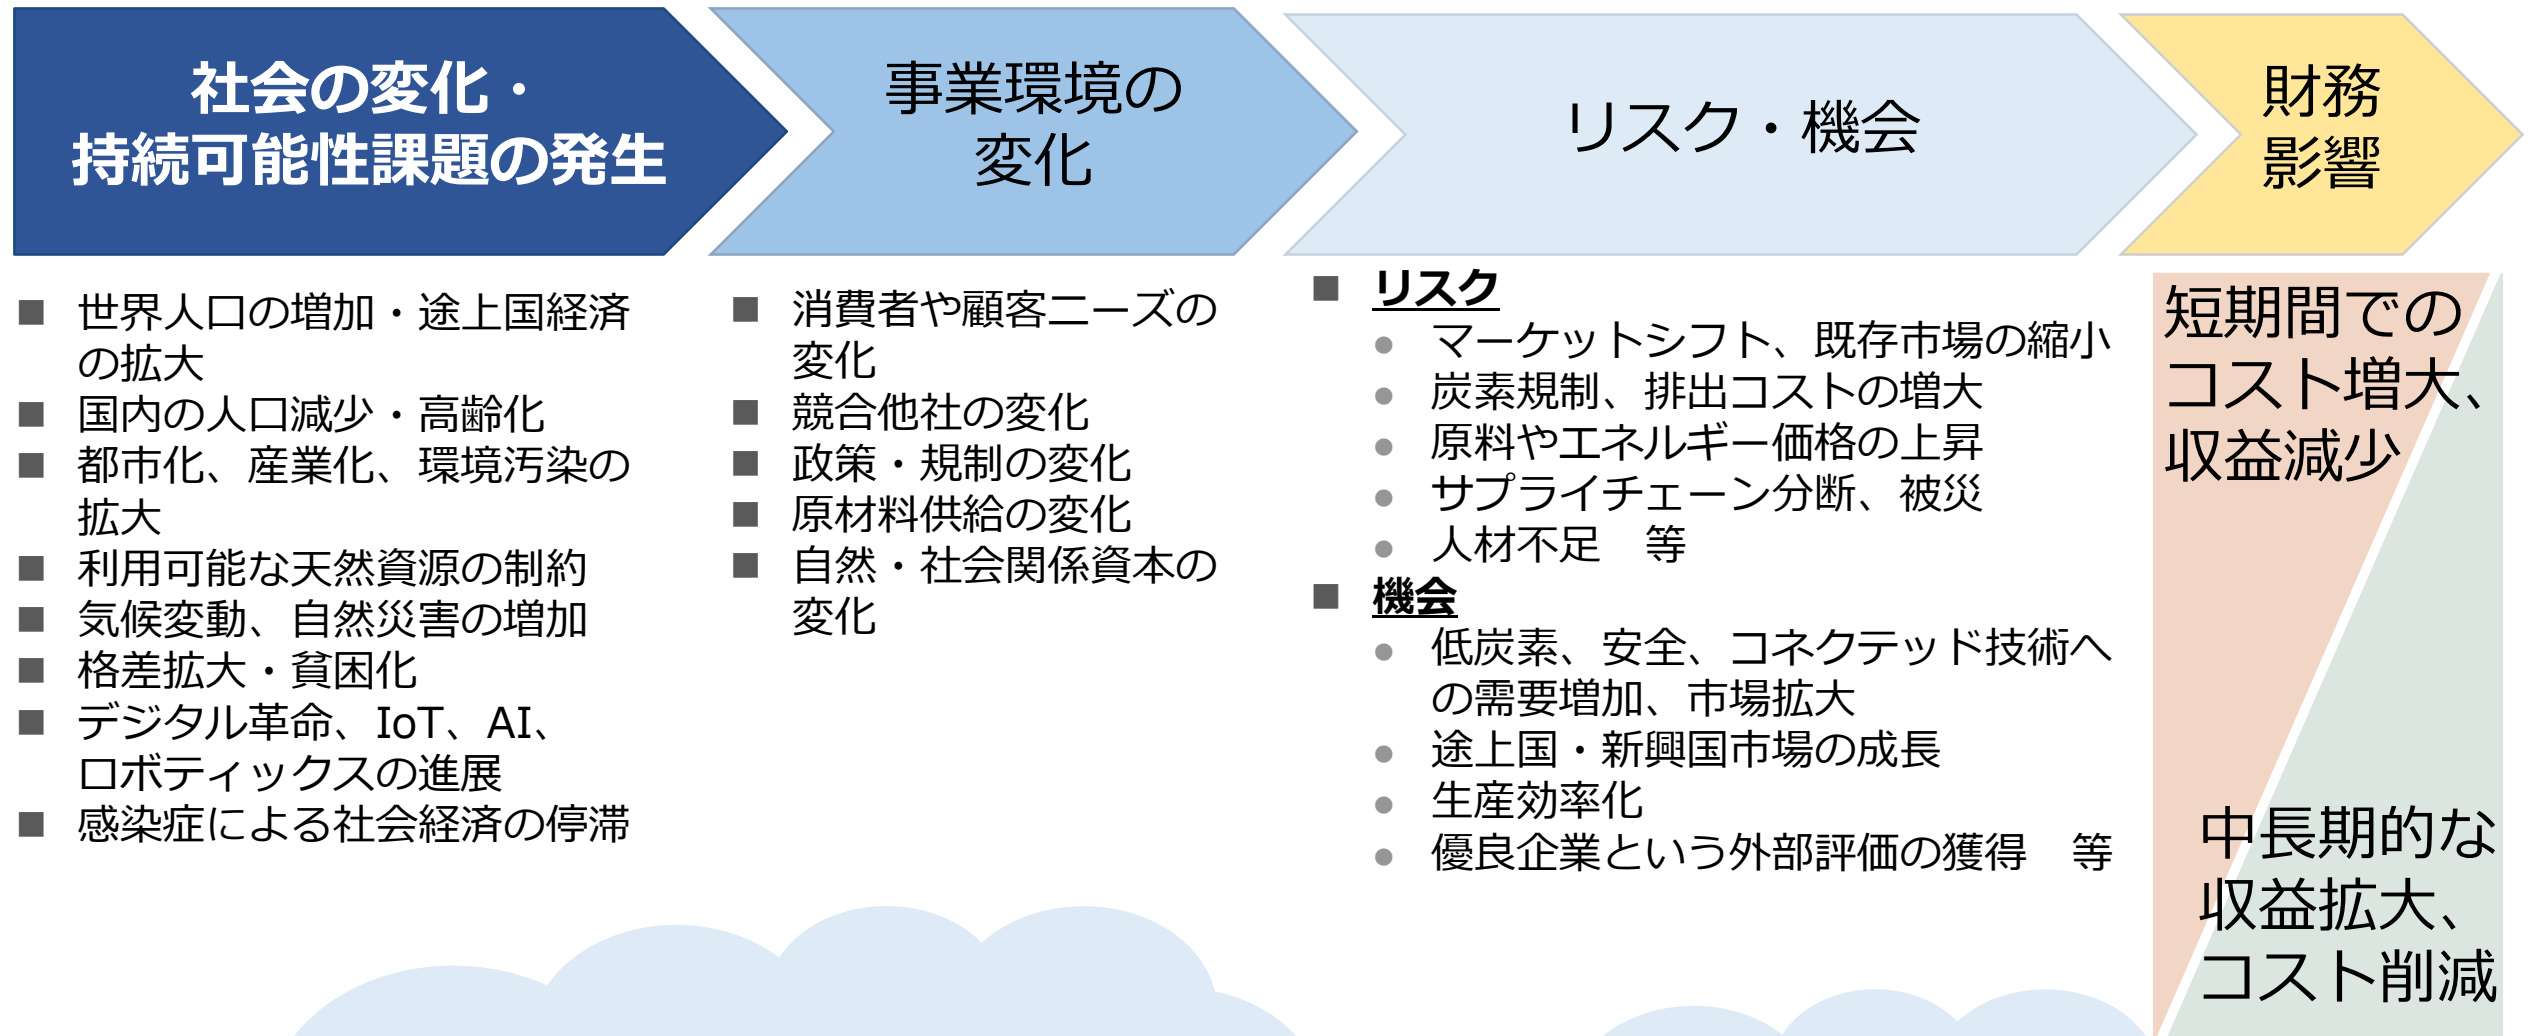 社会の変化・
持続可能性課題の発生
事業環境の
変化
リスク・機会
財務
影響
■ 世界人口の増加・途上国経済
の拡大
■ 国内の人口減少・高齢化
■ 都市化、産業化、環境汚染の
拡大
■ 利用可能な天然資源の制約
■ 気候変動、自然災害の増加
■ 格差拡大・貧困化
■ デジタル革命、IoT、AI、
ロボティックスの進展
■ 感染症による社会経済の停滞
■ 消費者や顧客ニーズの
変化
■ 競合他社の変化
■ 政策・規制の変化
■ 原材料供給の変化
■ 自然・社会関係資本の
変化
■ リスク
● マーケットシフト、既存市場の縮小
● 炭素規制、排出コストの増大
● 原料やエネルギー価格の上昇
● サプライチェーン分断、被災
● 人材不足　等
■ 機会
● 低炭素、安全、コネクテッド技術へ
の需要増加、市場拡大
● 途上国・新興国市場の成長
● 生産効率化
● 優良企業という外部評価の獲得　等
短期間での
コスト増大、
収益減少
中長期的な
収益拡大、
コスト削減